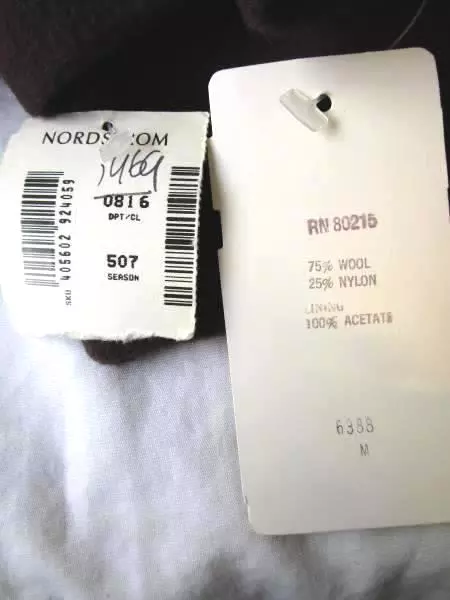 NORDSTROM
1469
0816
DPT/CL
507
SEASON
SKU
405602 924059
RN 80215
75% WOOL
25% NYLON
LINING
100% ACETATE
6388
M